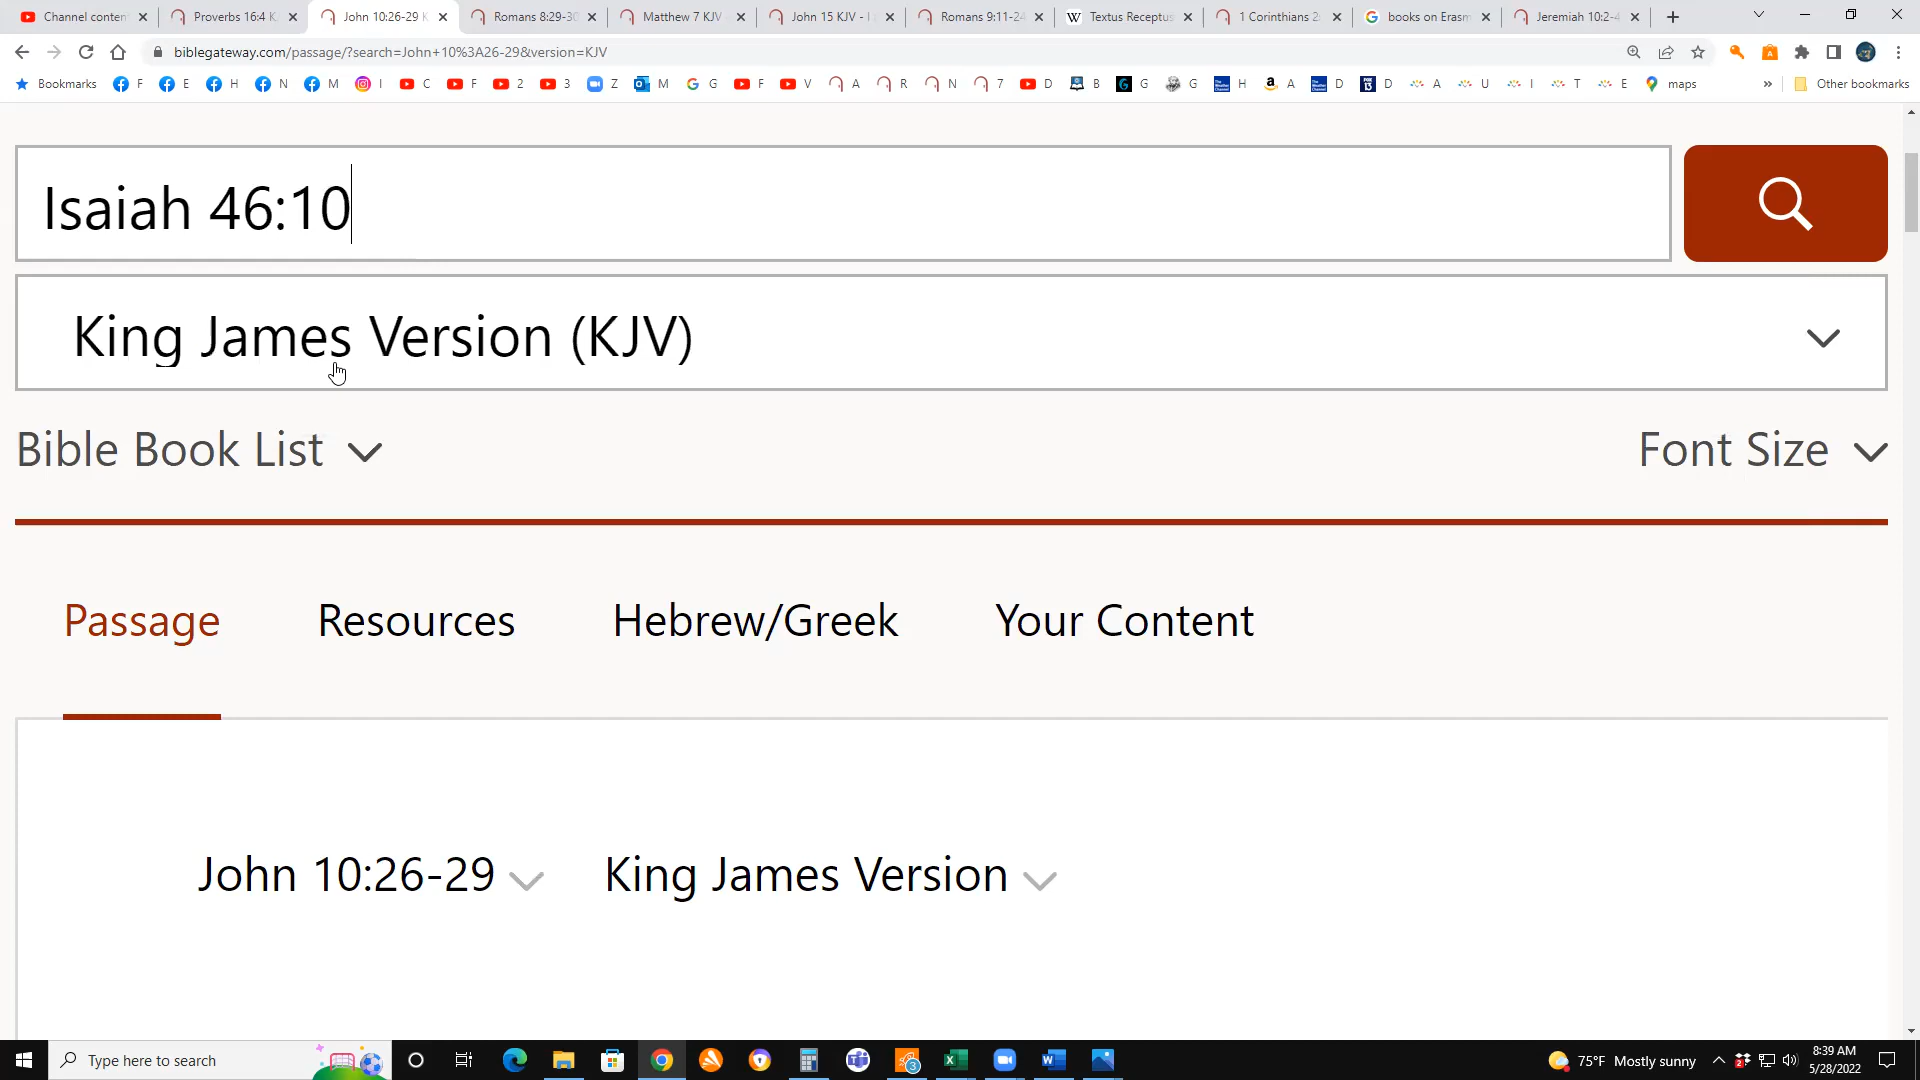 Channel content
Proverbs 16:4 K
John 10:26-29 K
Romans 8:29-30
Matthew 7 KJV
John 15 KJV - I
Romans 9:11-24
Textus Receptus
1 Corinthians 2
books on Erasm
Jeremiah 10:2-4
biblegateway.com/passage/?search=John+10%3A26-29&version=KJV
Bookmarks F E H N M I C F 2 3 Z M G F V A R N 7 D B G G H A D D A U I T E maps » Other bookmarks
Isaiah 46:10
King James Version (KJV)
Bible Book List
Font Size
Passage Resources Hebrew/Greek Your Content
John 10:26-29 King James Version
Type here to search
3
75°F Mostly sunny
8:39 AM
5/28/2022